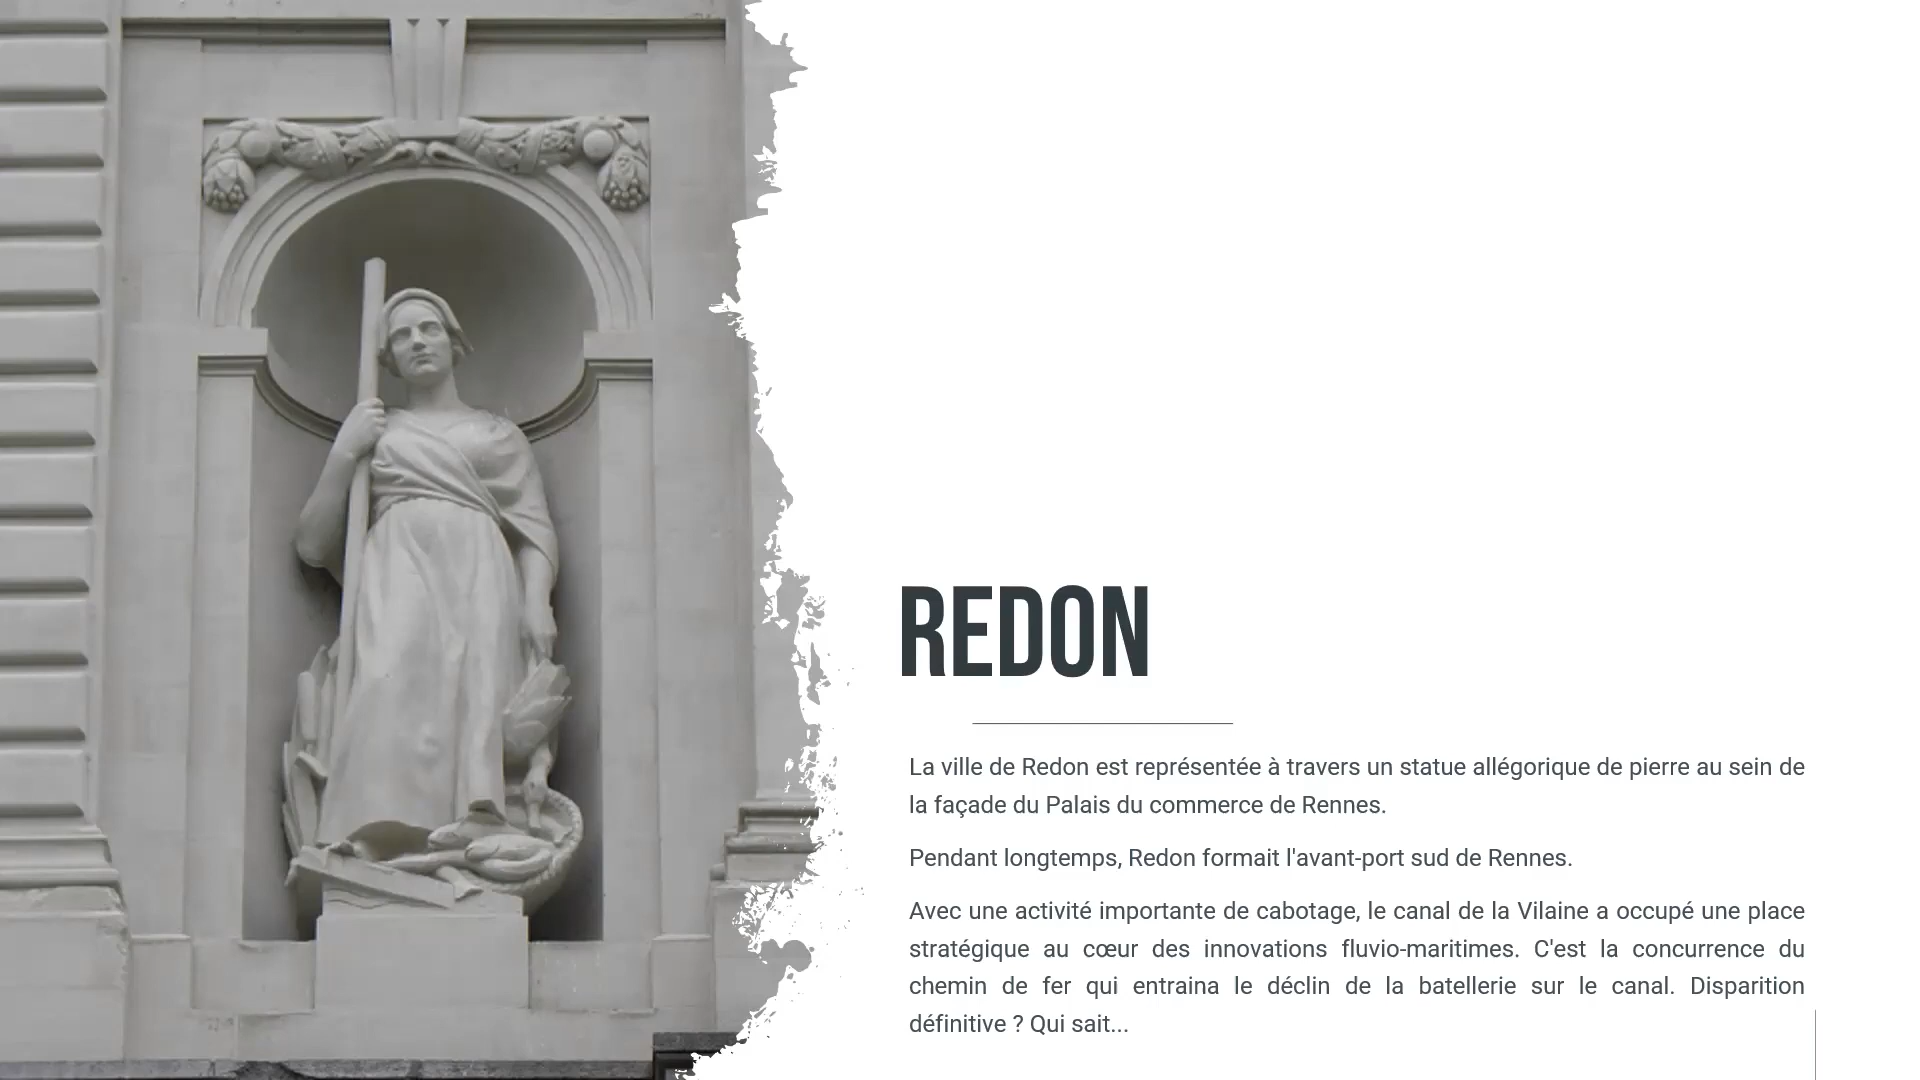 REDON
La ville de Redon est représentée à travers un statue allégorique de pierre au sein de
la façade du Palais du commerce de Rennes.
Pendant longtemps, Redon formait l'avant-port sud de Rennes.
Avec une activité importante de cabotage, le canal de la Vilaine a occupé une place
stratégique au cœur des innovations fluvio-maritimes. C'est la concurrence du
chemin de fer qui entraina le déclin de la batellerie sur le canal. Disparition
définitive ? Qui sait...